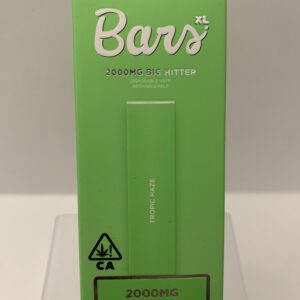 Bars XL
2000MG BIG HITTER
DISPOSABLE VAPE
RECHARGEABLE
TROPIC HAZE
CA
2000MG